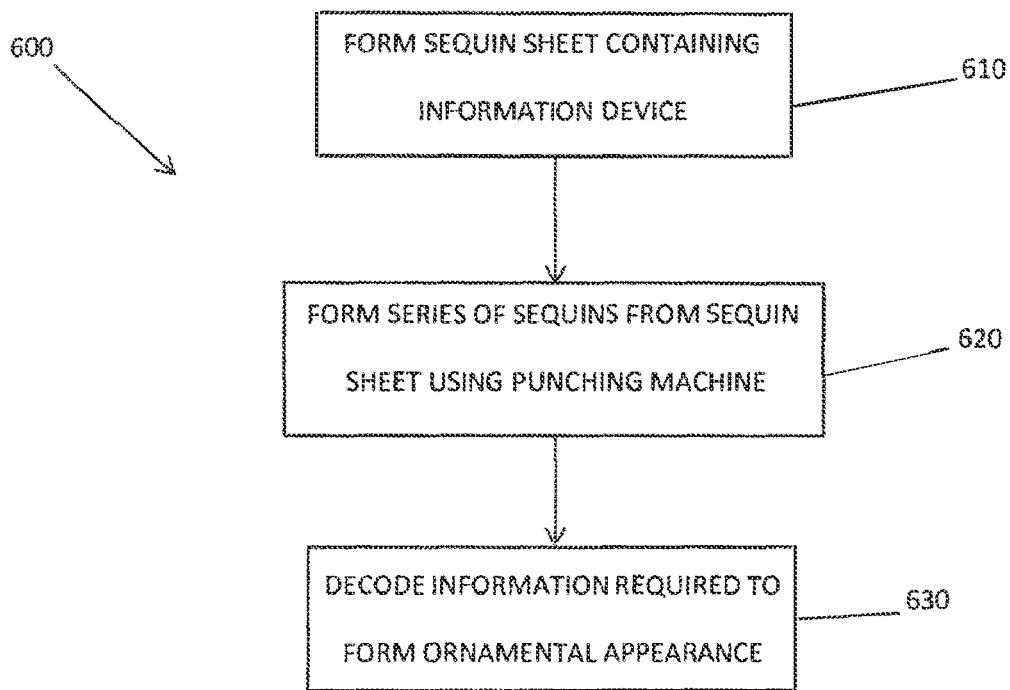 600
FORM SEQUIN SHEET CONTAINING
INFORMATION DEVICE
610
FORM SERIES OF SEQUINS FROM SEQUIN
SHEET USING PUNCHING MACHINE
620
DECODE INFORMATION REQUIRED TO
FORM ORNAMENTAL APPEARANCE
630